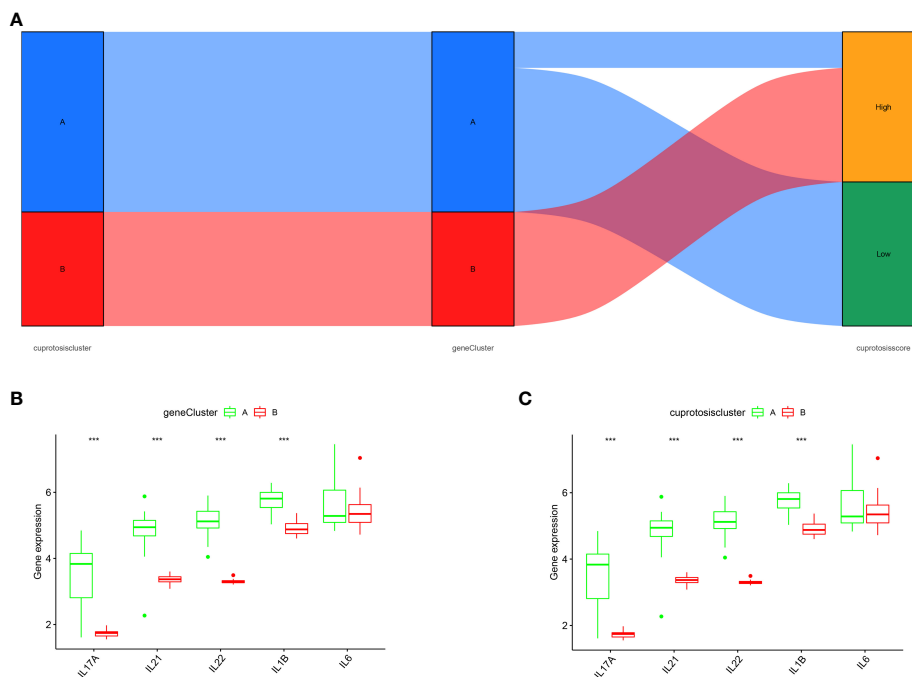 A
A
A
High
B
B
Low
cuprotosiscluster
geneCluster
cuprotosisscore
B
geneCluster A B
*** *** *** ***
Gene expression
6
4
2
IL17A
IL21
IL22
IL1B
IL6
C
cuprotosiscluster A B
*** *** *** ***
Gene expression
6
4
2
IL17A
IL21
IL22
IL1B
IL6